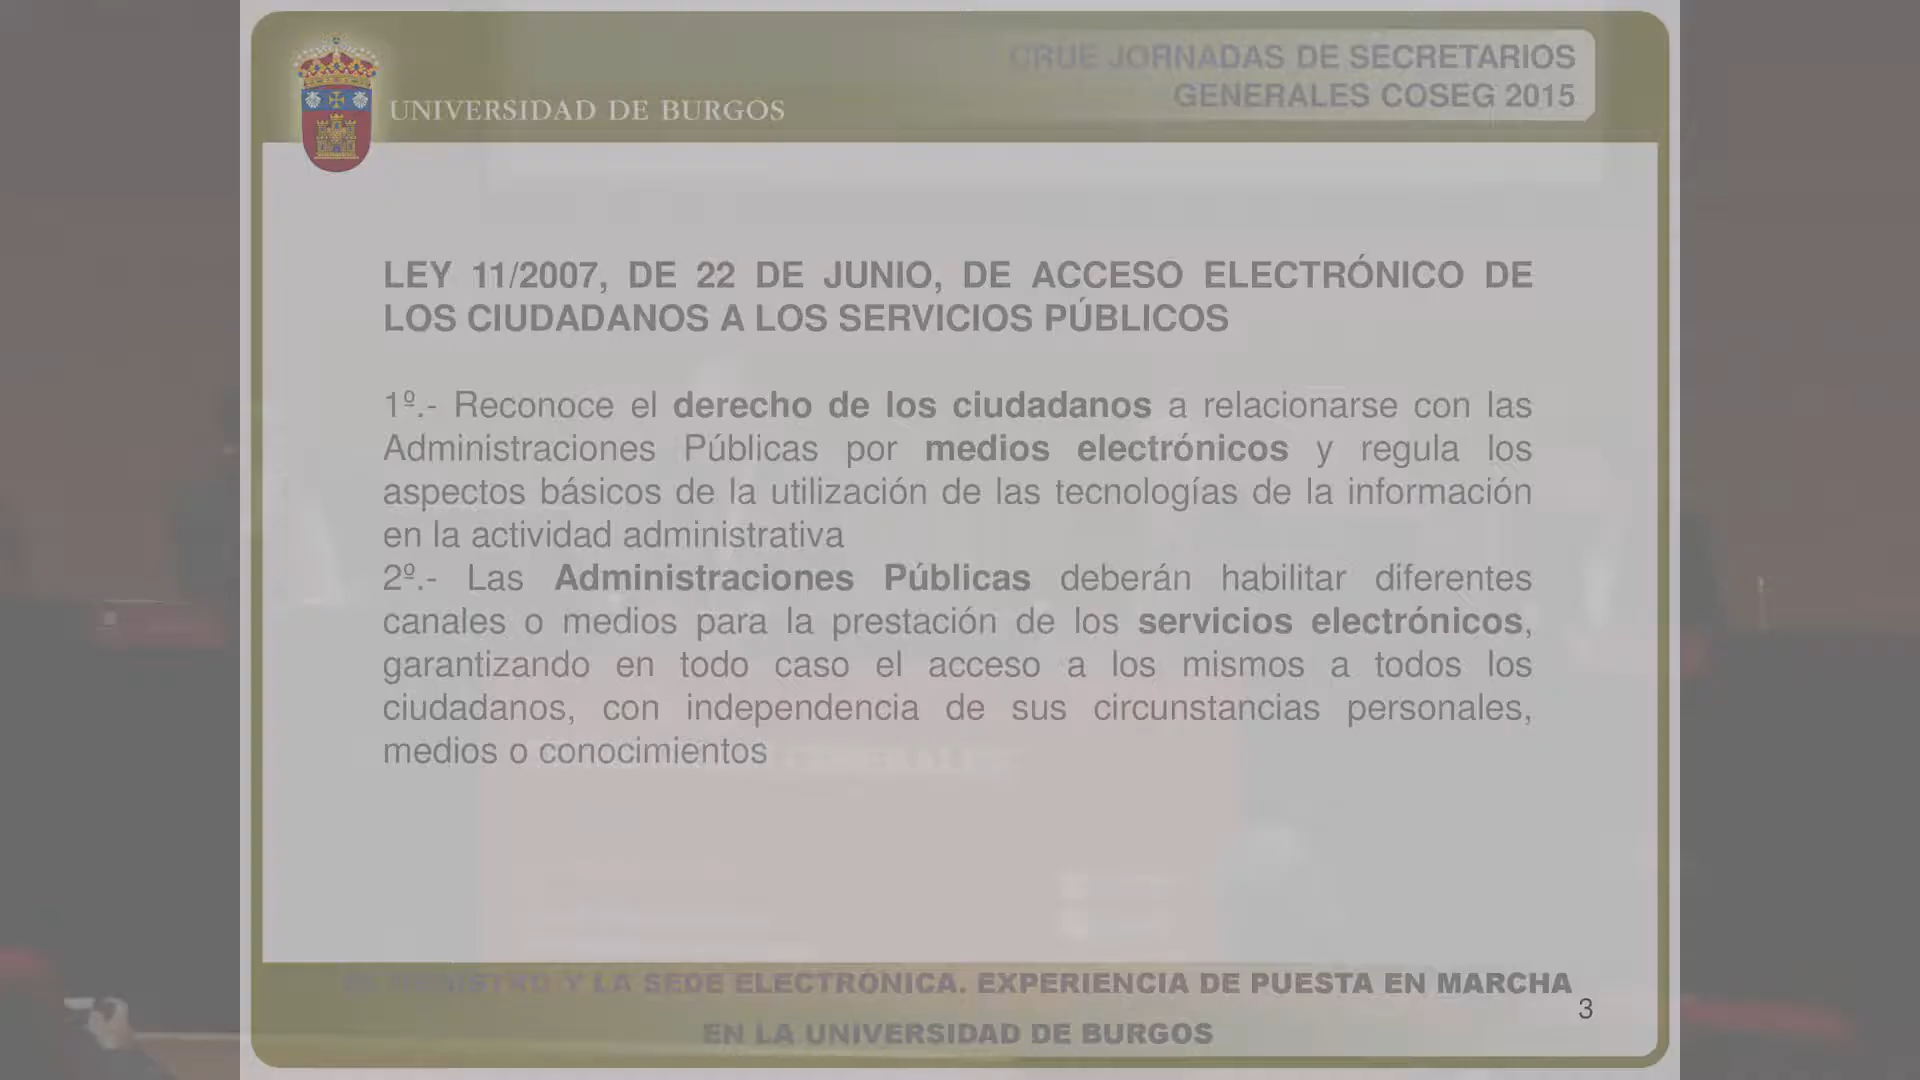 UNIVERSIDAD DE BURGOS
CRUE JORNADAS DE SECRETARIOS
GENERALES COSEG 2015
LEY 11/2007, DE 22 DE JUNIO, DE ACCESO ELECTRÓNICO DE
LOS CIUDADANOS A LOS SERVICIOS PÚBLICOS
1º.- Reconoce el derecho de los ciudadanos a relacionarse con las
Administraciones Públicas por medios electrónicos y regula los
aspectos básicos de la utilización de las tecnologías de la información
en la actividad administrativa
2º.- Las Administraciones Públicas deberán habilitar diferentes
canales o medios para la prestación de los servicios electrónicos,
garantizando en todo caso el acceso a los mismos a todos los
ciudadanos, con independencia de sus circunstancias personales,
medios o conocimientos
EL REGISTRO Y LA SEDE ELECTRÓNICA. EXPERIENCIA DE PUESTA EN MARCHA
EN LA UNIVERSIDAD DE BURGOS
3